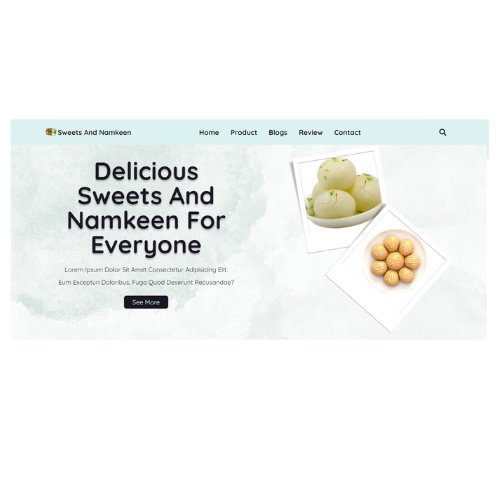 Sweets And Namkeen Home Product Blogs Review Contact
Delicious
Sweets And
Namkeen For
Everyone
Lorem Ipsum Dolor Sit Amet Consectetur Adipisicing Elit.
Eum Excepturi Doloribus, Fuga Quod Deserunt Recusandae?
See More